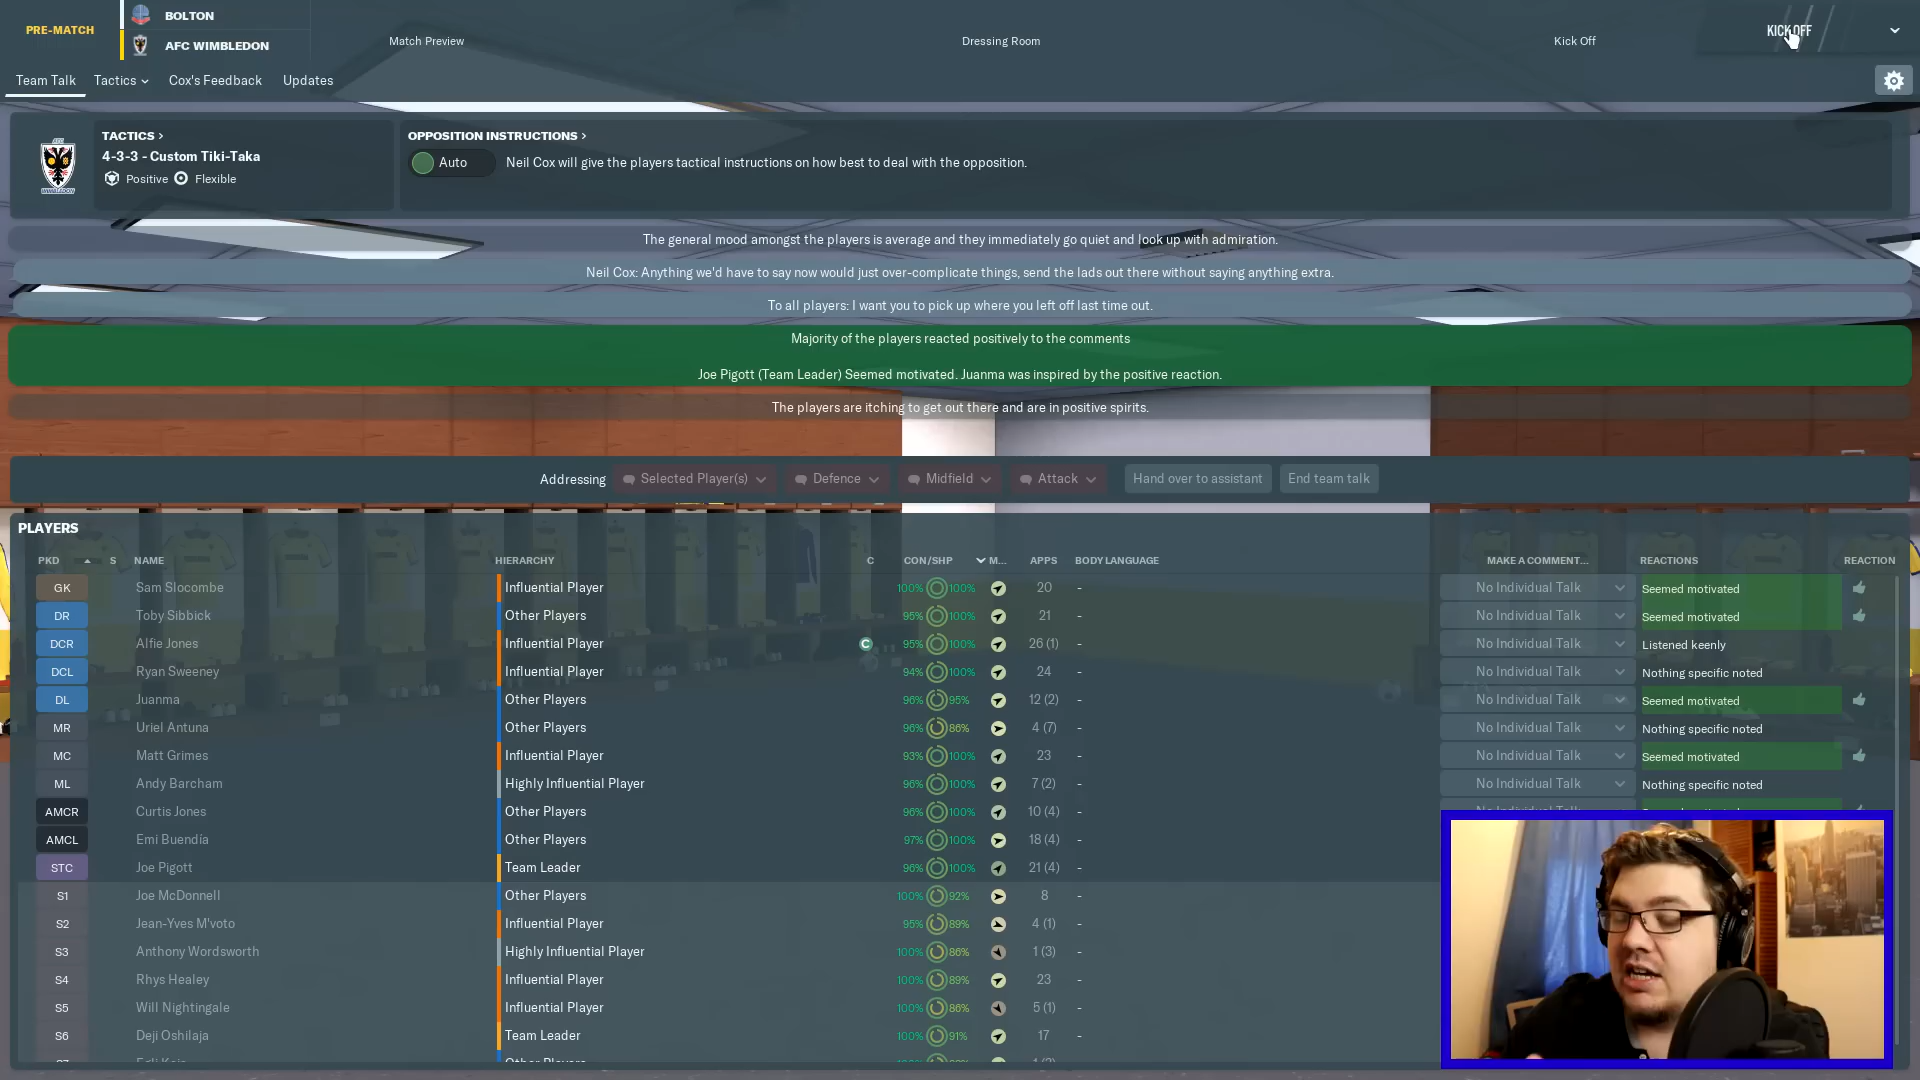 PRE-MATCH
BOLTON
AFC WIMBLEDON
Match Preview
Dressing Room
Kick Off
KICK OFF
Team Talk
Tactics
Cox's Feedback
Updates
TACTICS >
4-3-3 - Custom Tiki-Taka
Positive Flexible
OPPOSITION INSTRUCTIONS >
Auto
Neil Cox will give the players tactical instructions on how best to deal with the opposition.
The general mood amongst the players is average and they immediately go quiet and look up with admiration.
Neil Cox: Anything we'd have to say now would just over-complicate things, send the lads out there without saying anything extra.
To all players: I want you to pick up where you left off last time out.
Majority of the players reacted positively to the comments
Joe Pigott (Team Leader) Seemed motivated. Juanma was inspired by the positive reaction.
The players are itching to get out there and are in positive spirits.
Addressing Selected Player(s) Defence Midfield Attack Hand over to assistant End team talk
PLAYERS
PKD S NAME HIERARCHY C CON/SHP M... APPS BODY LANGUAGE MAKE A COMMENT... REACTIONS REACTION
GK Sam Slocombe Influential Player 100% 100% 20 - No Individual Talk Seemed motivated
DR Toby Sibbick Other Players 95% 100% 21 - No Individual Talk Seemed motivated
DCR Alfie Jones Influential Player C 95% 100% 26 (1) - No Individual Talk Listened keenly
DCL Ryan Sweeney Influential Player 94% 100% 24 - No Individual Talk Nothing specific noted
DL Juanma Other Players 96% 95% 12 (2) - No Individual Talk Seemed motivated
MR Uriel Antuna Other Players 96% 86% 4 (7) - No Individual Talk Nothing specific noted
MC Matt Grimes Influential Player 93% 100% 23 - No Individual Talk Seemed motivated
ML Andy Barcham Highly Influential Player 96% 100% 7 (2) - No Individual Talk Nothing specific noted
AMCR Curtis Jones Other Players 96% 100% 10 (4) -
AMCL Emi Buendía Other Players 97% 100% 18 (4) -
STC Joe Pigott Team Leader 96% 100% 21 (4) -
S1 Joe McDonnell Other Players 100% 92% 8 -
S2 Jean-Yves M'voto Influential Player 95% 89% 4 (1) -
S3 Anthony Wordsworth Highly Influential Player 100% 86% 1 (3) -
S4 Rhys Healey Influential Player 100% 89% 23 -
S5 Will Nightingale Influential Player 100% 86% 5 (1) -
S6 Deji Oshilaja Team Leader 100% 91% 17 -